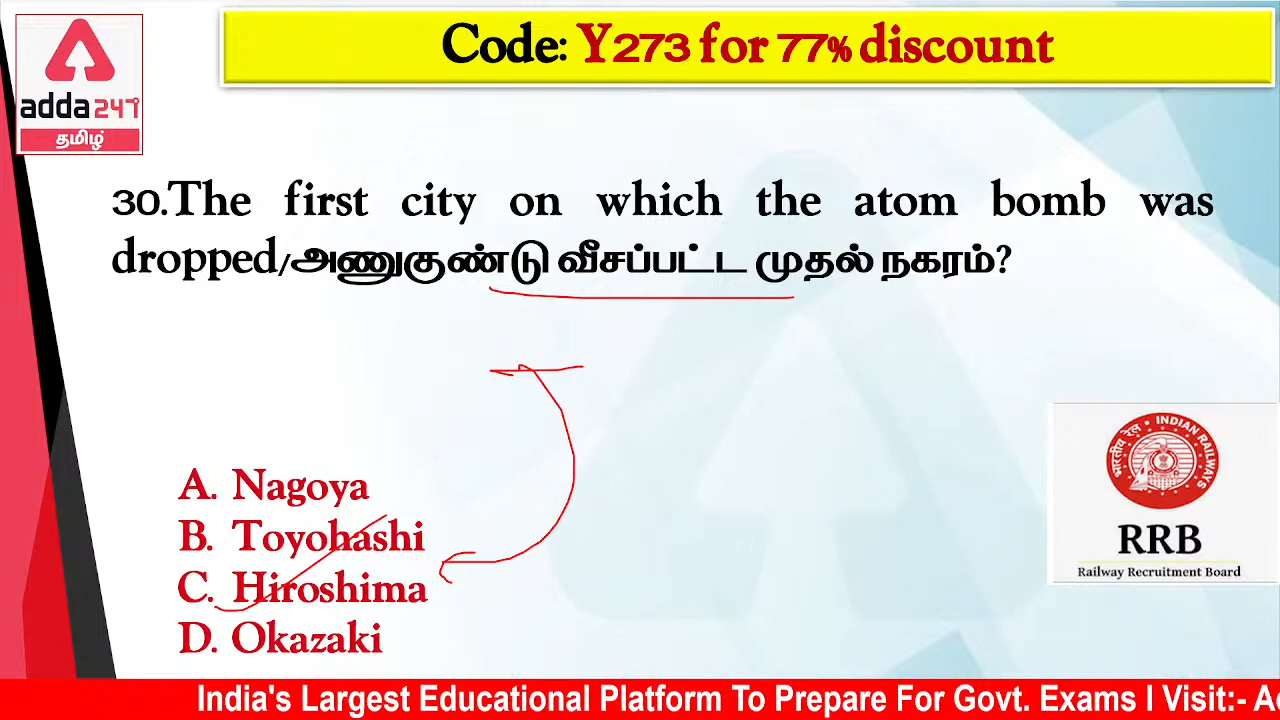 Code: Y273 for 77% discount
adda247
தமிழ்
30.The first city on which the atom bomb was
dropped/அணுகுண்டு வீசப்பட்ட முதல் நகரம்?
A. Nagoya
B. Toyohashi
C. Hiroshima
D. Okazaki
भारतीय रेल INDIAN RAILWAYS
RRB
Railway Recruitment Board
India's Largest Educational Platform To Prepare For Govt. Exams I Visit:- Ad